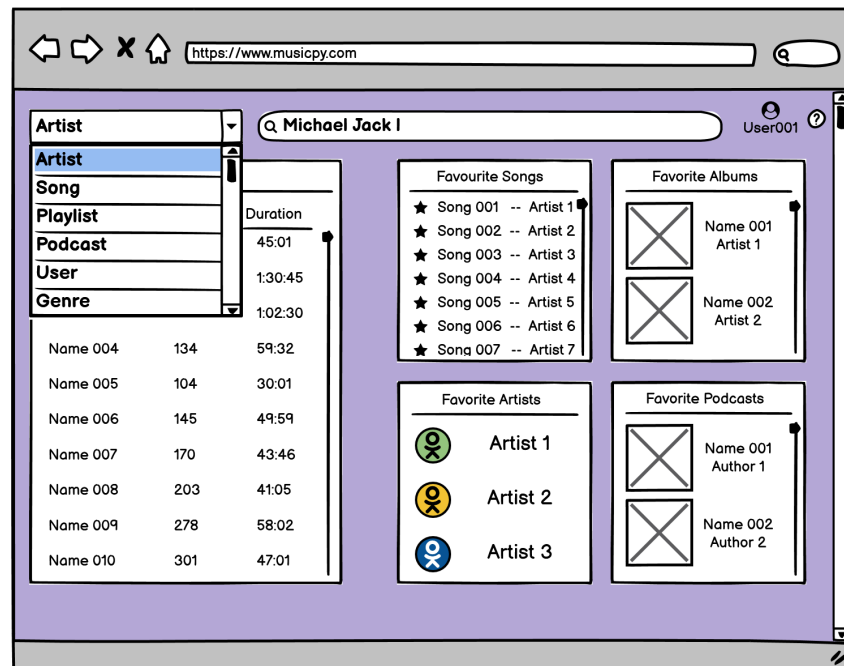 https://www.musicpy.com
Artist
Michael Jack I
User001
?
Artist
Song
Playlist
Podcast
User
Genre
Duration
45:01
1:30:45
1:02:30
Name 004 134 59:32
Name 005 104 30:01
Name 006 145 49:59
Name 007 170 43:46
Name 008 203 41:05
Name 009 278 58:02
Name 010 301 47:01
Favourite Songs
Song 001 -- Artist 1
Song 002 -- Artist 2
Song 003 -- Artist 3
Song 004 -- Artist 4
Song 005 -- Artist 5
Song 006 -- Artist 6
Song 007 -- Artist 7
Favorite Albums
Name 001
Artist 1
Name 002
Artist 2
Favorite Artists
Artist 1
Artist 2
Artist 3
Favorite Podcasts
Name 001
Author 1
Name 002
Author 2